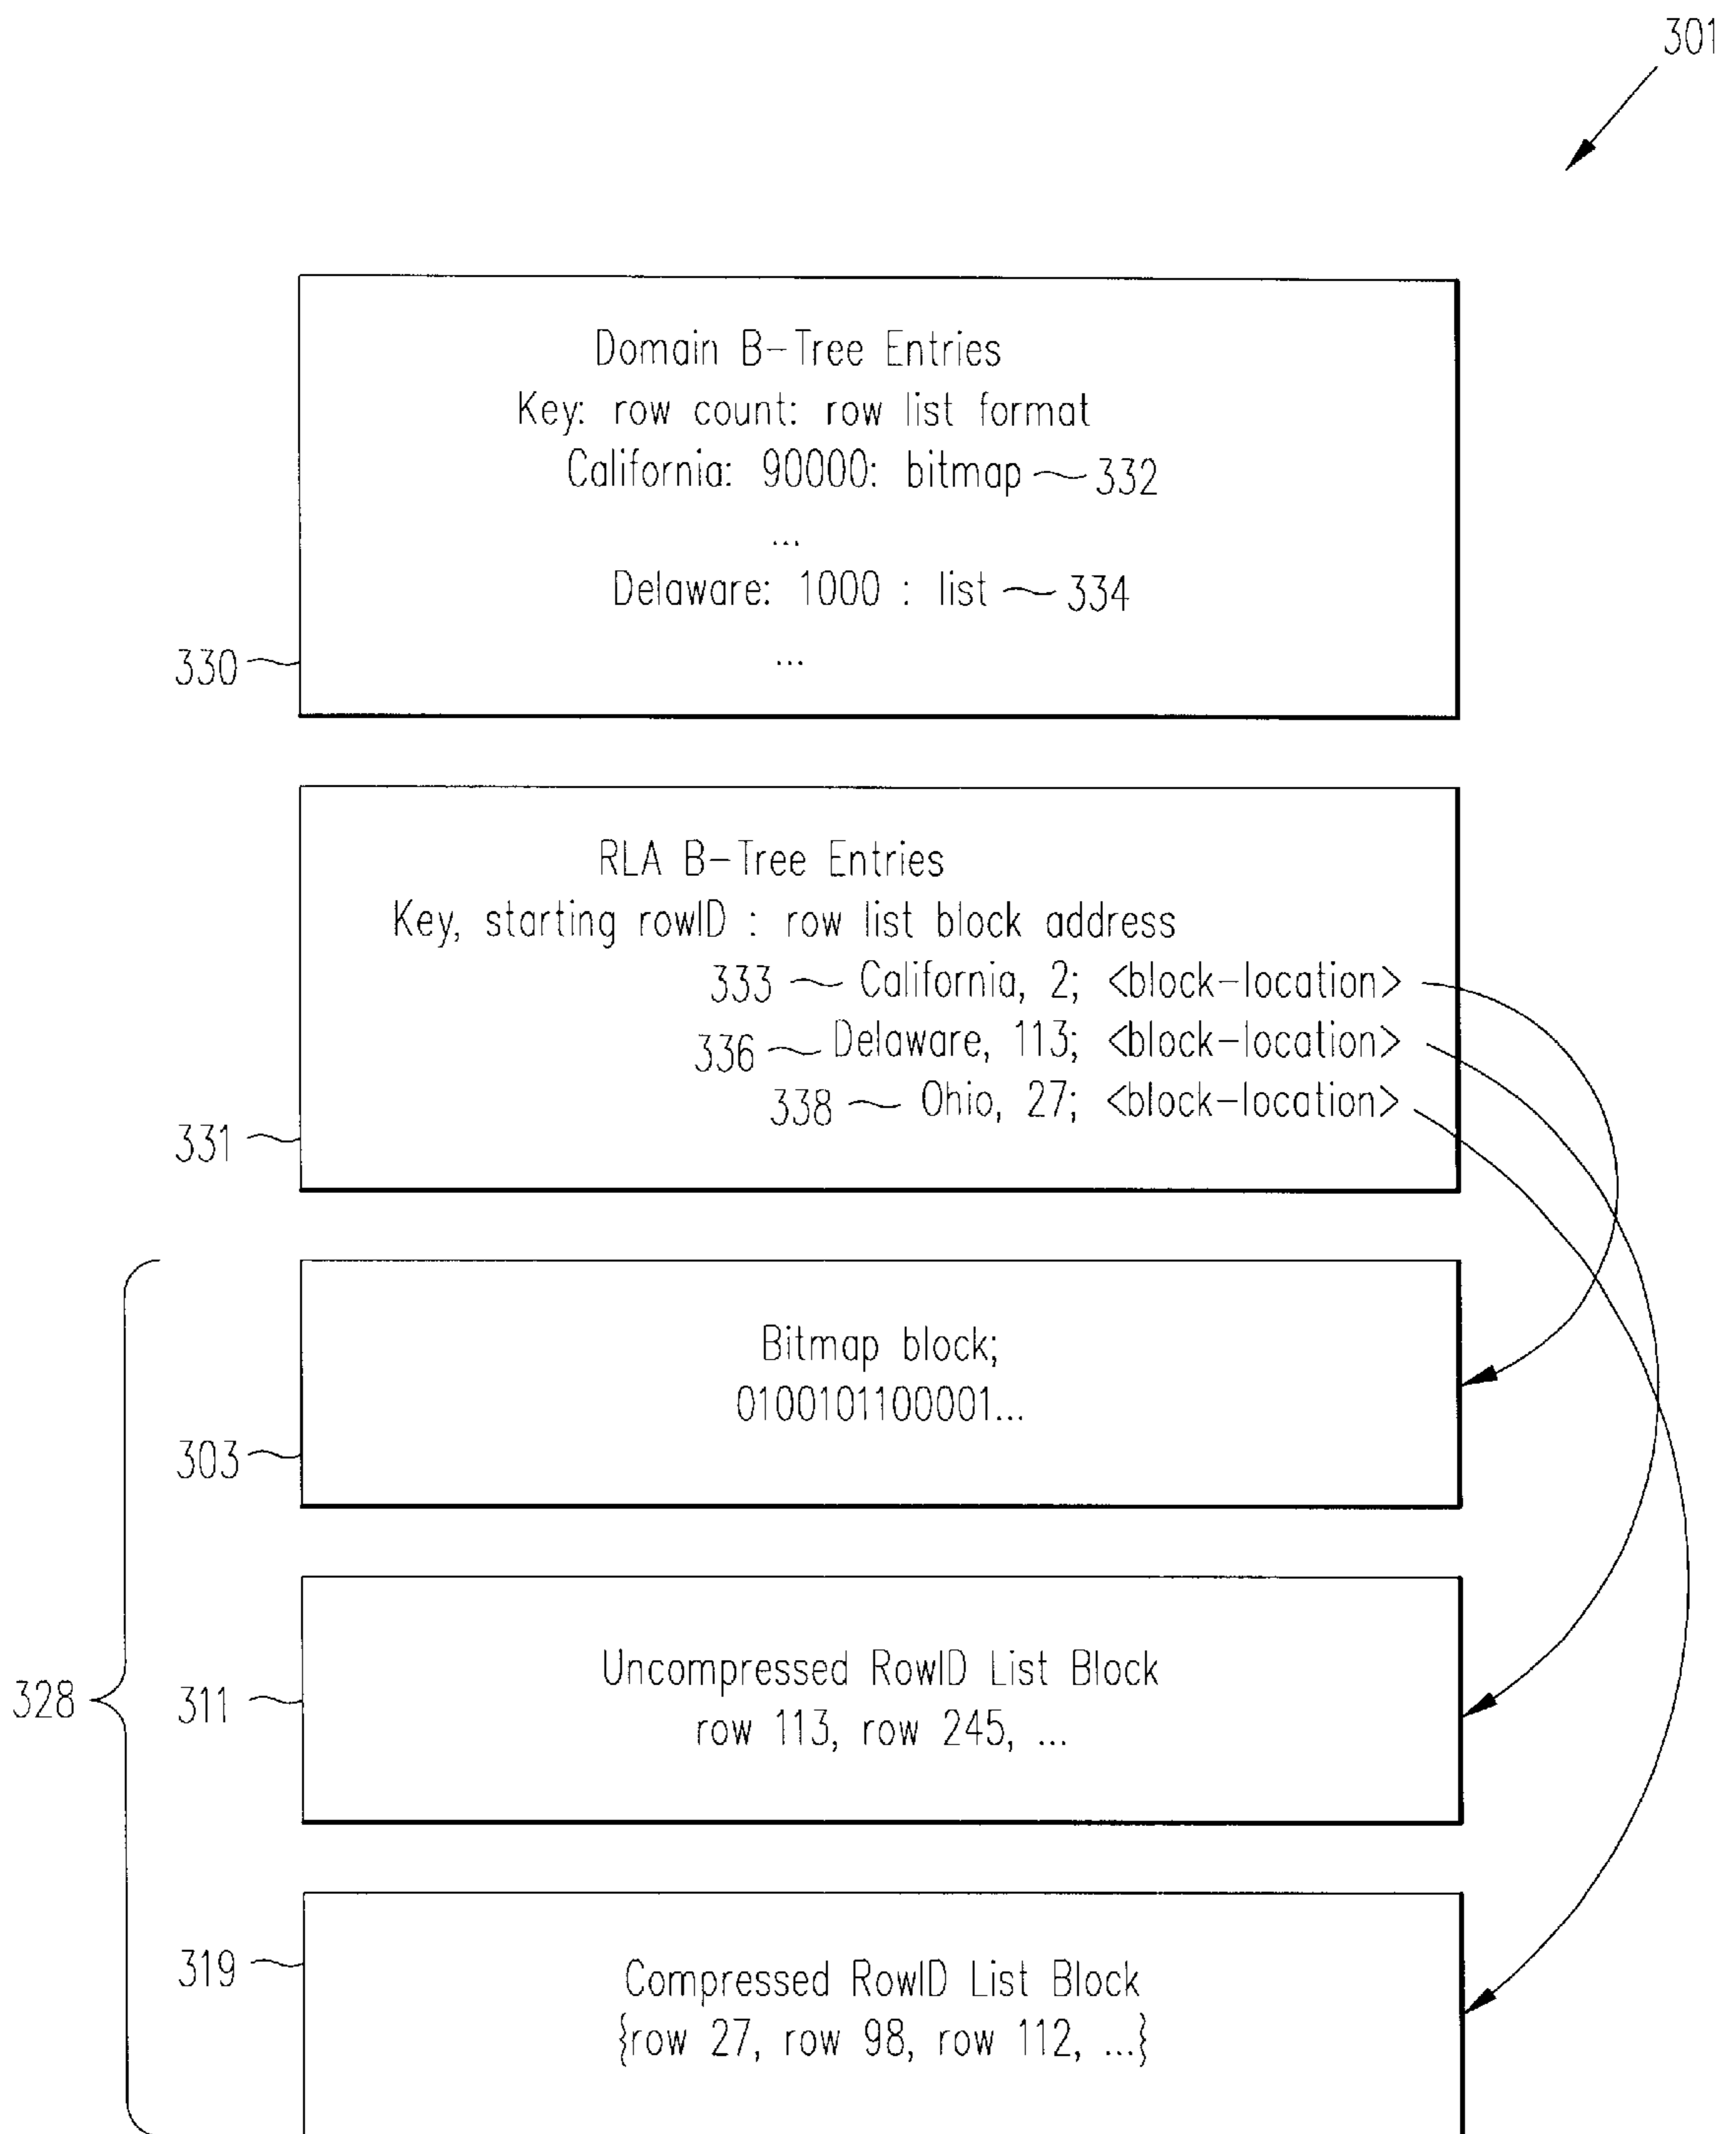 301
Domain B-Tree Entries
Key: row count: row list format
California: 90000: bitmap 332
...
Delaware: 1000 : list 334
330 ...
RLA B-Tree Entries
Key, starting rowID : row list block address
333 California, 2; <block-location>
336 Delaware, 113; <block-location>
338 Ohio, 27; <block-location>
331
Bitmap block;
0100101100001...
303
Uncompressed RowID List Block
328 311 row 113, row 245, ...
319 Compressed RowID List Block
{row 27, row 98, row 112, ...}